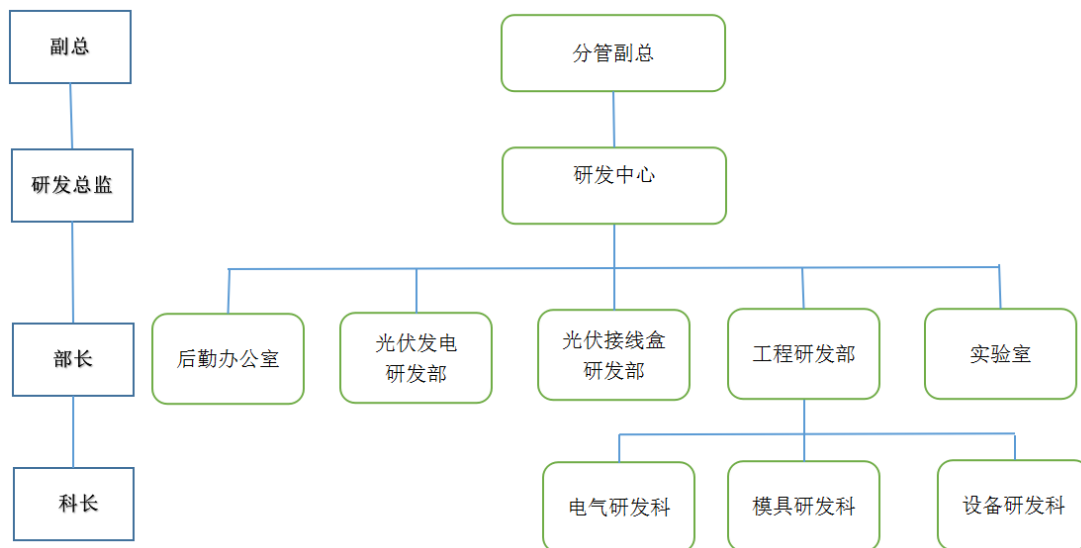 副总
分管副总
研发总监
研发中心
部长
后勤办公室
光伏发电
研发部
光伏接线盒
研发部
工程研发部
实验室
科长
电气研发科
模具研发科
设备研发科